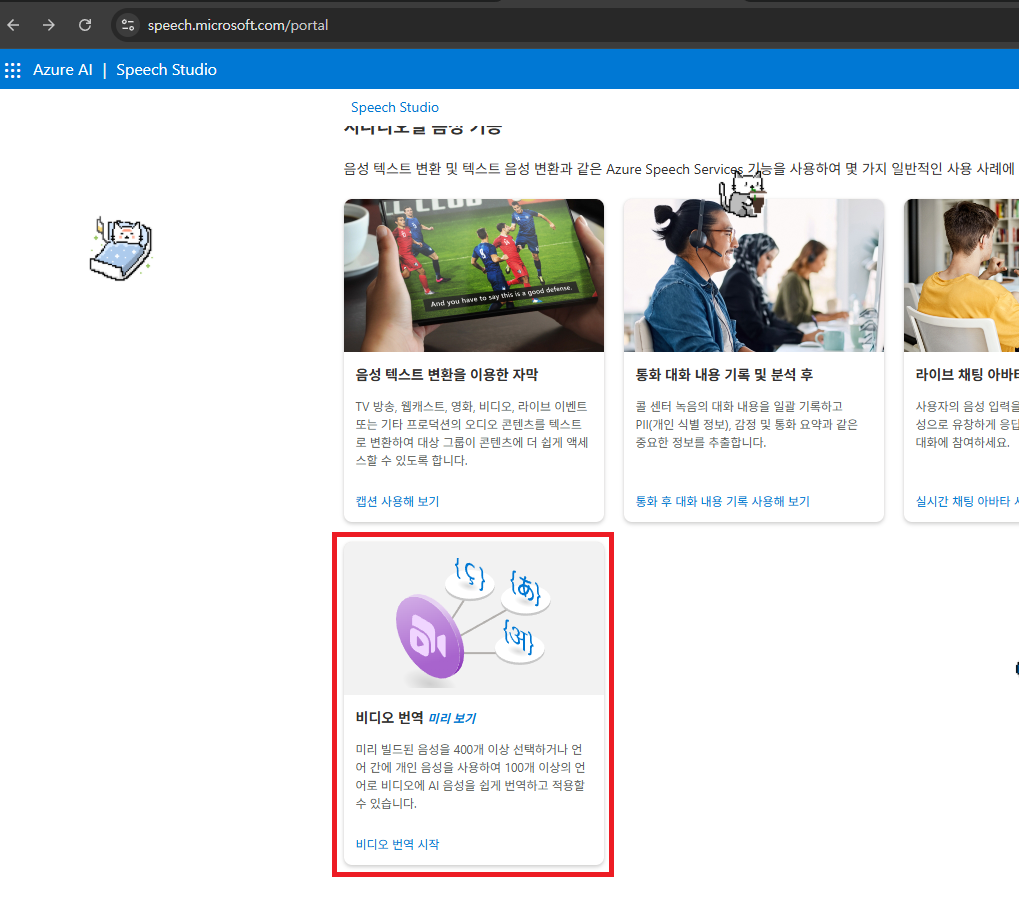 speech.microsoft.com/portal
Azure AI | Speech Studio
Speech Studio
음성 텍스트 변환 및 텍스트 음성 변환과 같은 Azure Speech Services 기능을 사용하여 몇 가지 일반적인 사용 사례에
CLUB
And you have to say this is a good defense.
음성 텍스트 변환을 이용한 자막
TV 방송, 웹캐스트, 영화, 비디오, 라이브 이벤트
또는 기타 프로덕션의 오디오 콘텐츠를 텍스트
로 변환하여 대상 그룹이 콘텐츠에 더 쉽게 액세
스할 수 있도록 합니다.
캡션 사용해 보기
통화 대화 내용 기록 및 분석 후
콜 센터 녹음의 대화 내용을 일괄 기록하고
PII(개인 식별 정보), 감정 및 통화 요약과 같은
중요한 정보를 추출합니다.
통화 후 대화 내용 기록 사용해 보기
라이브 채팅 아바타
사용자의 음성 입력을
성으로 유창하게 응답
대화에 참여하세요.
실시간 채팅 아바타
{ç}
{あ}
{अ}
비디오 번역 미리 보기
미리 빌드된 음성을 400개 이상 선택하거나 언
어 간에 개인 음성을 사용하여 100개 이상의 언
어로 비디오에 AI 음성을 쉽게 번역하고 적용할
수 있습니다.
비디오 번역 시작